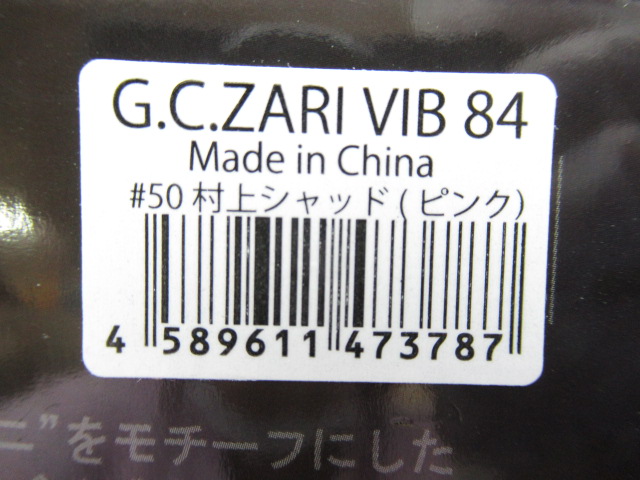 G.C.ZARI VIB 84
Made in China
#50 村上シャッド ( ピンク)
4 589611 473787
ニ”をモチーフにした